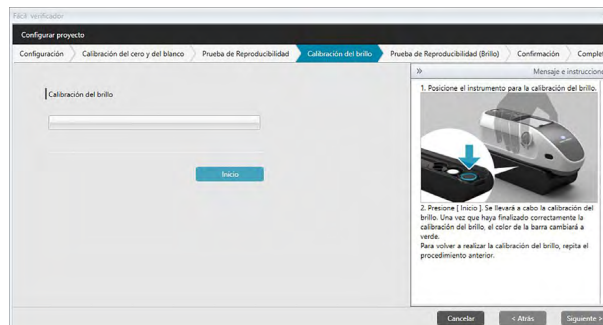 Fácil verificador
Configurar proyecto
Configuración
Calibración del cero y del blanco
Prueba de Reproducibilidad
Calibración del brillo
Prueba de Reproducibilidad (Brillo)
Confirmación
Complet
»
Mensaje e instruccione
Calibración del brillo
Inicio
1. Posicione el instrumento para la calibración del brillo.
2. Presione [ Inicio ]. Se llevará a cabo la calibración del
brillo. Una vez que haya finalizado correctamente la
calibración del brillo, el color de la barra cambiará a
verde.
Para volver a realizar la calibración del brillo, repita el
procedimiento anterior.
Cancelar
< Atrás
Siguiente >